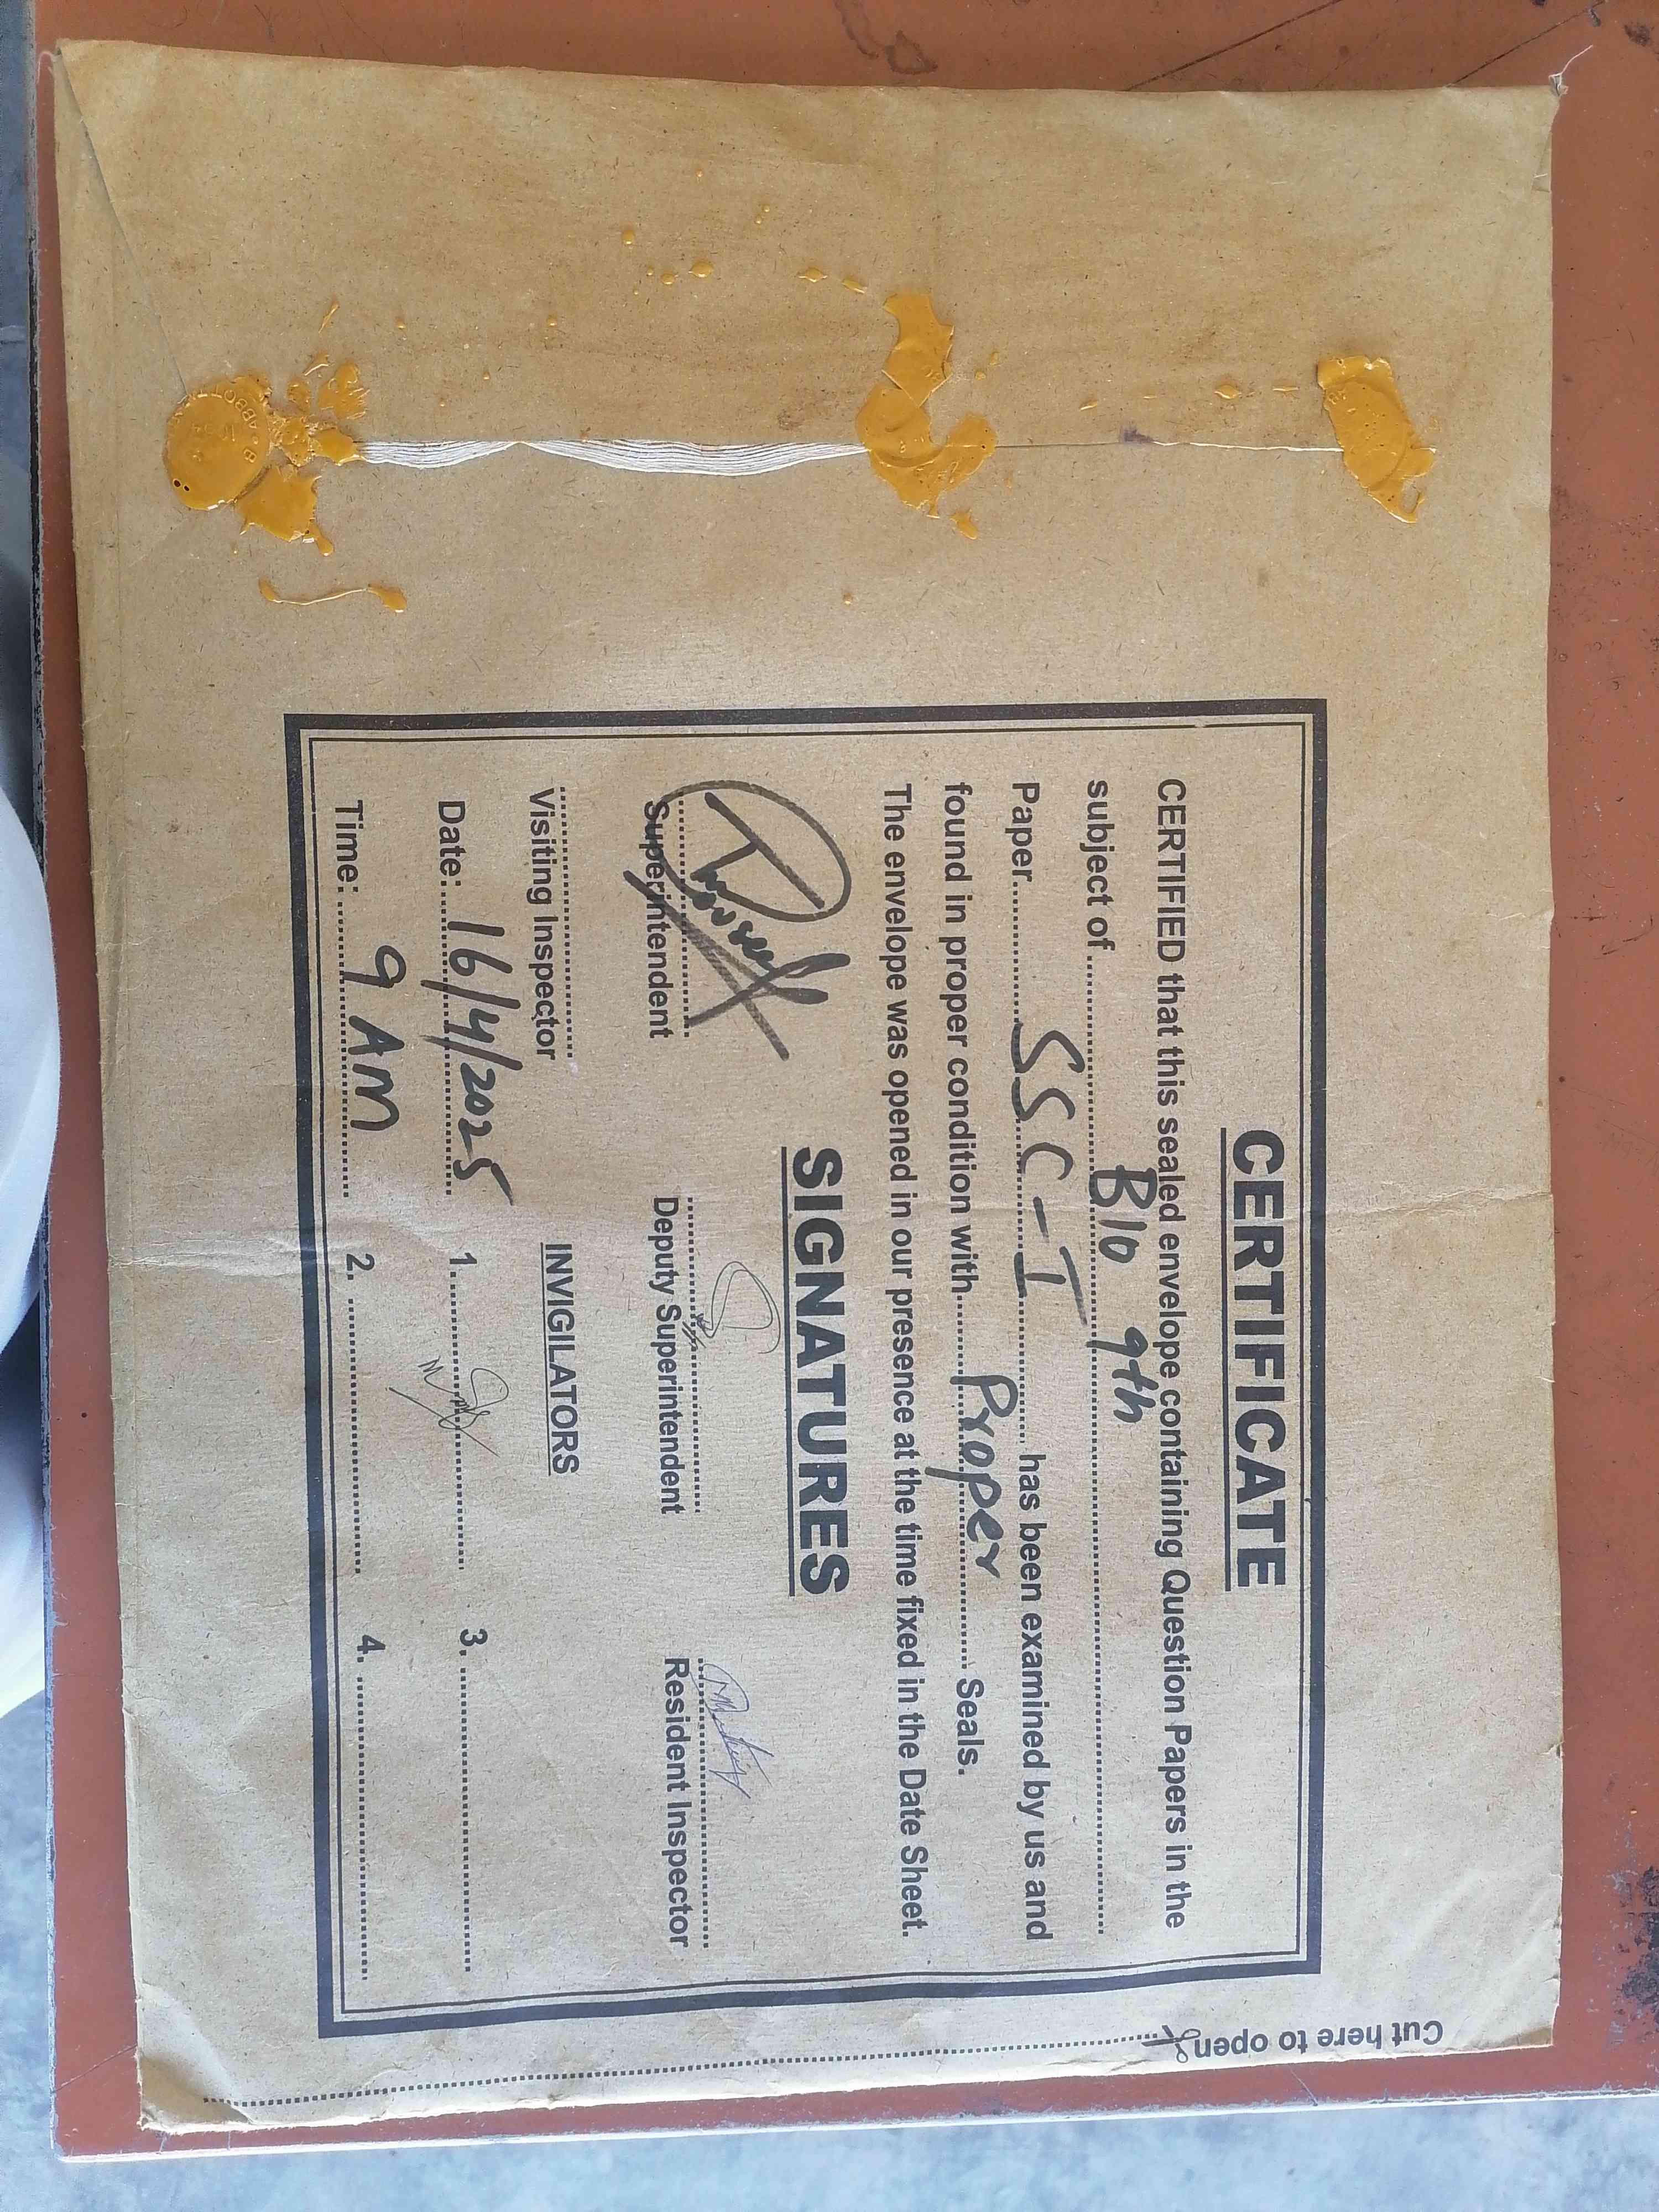 CERTIFICATE
CERTIFIED that this sealed envelope containing Question Papers in the
subject of Bio 9th
Paper SSC-I has been examined by us and
found in proper condition with Proper Seals.
The envelope was opened in our presence at the time fixed in the Date Sheet.
SIGNATURES
Superintendent
Deputy Superintendent
Resident Inspector
Visiting Inspector
INVIGILATORS
Date: 16/4/2025
1.
3.
Time: 9 AM
2.
4.
Cut here to open